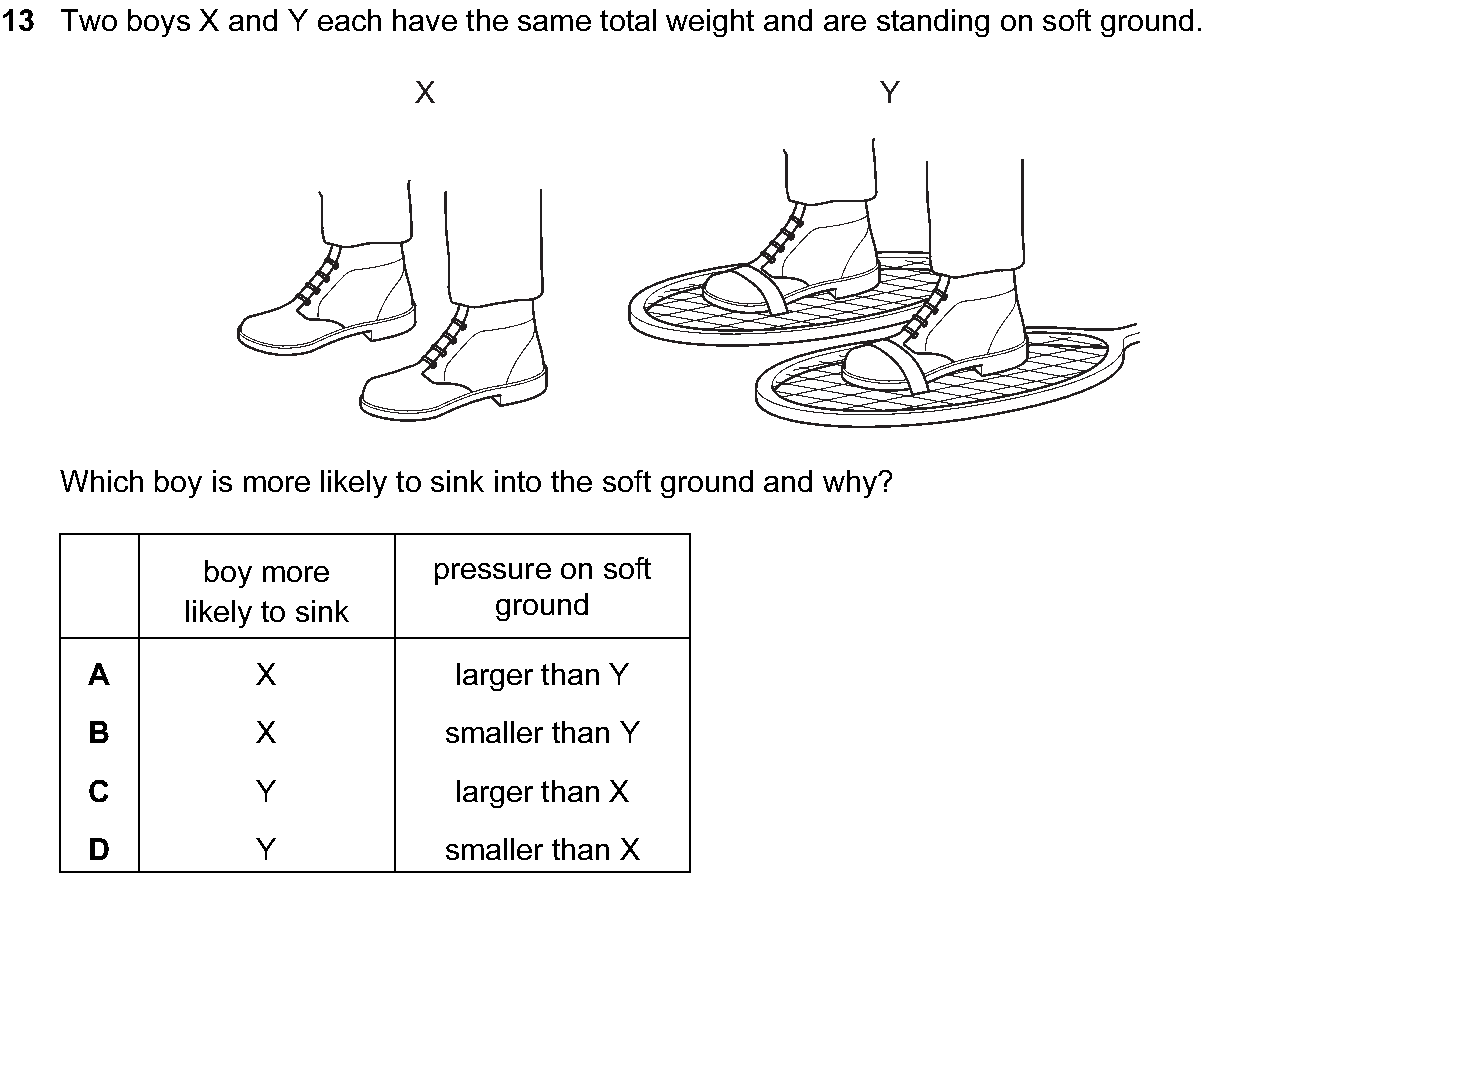 13 Two boys X and Y each have the same total weight and are standing on soft ground.
X Y
Which boy is more likely to sink into the soft ground and why?
boy more likely to sink
pressure on soft ground
A X larger than Y
B X smaller than Y
C Y larger than X
D Y smaller than X